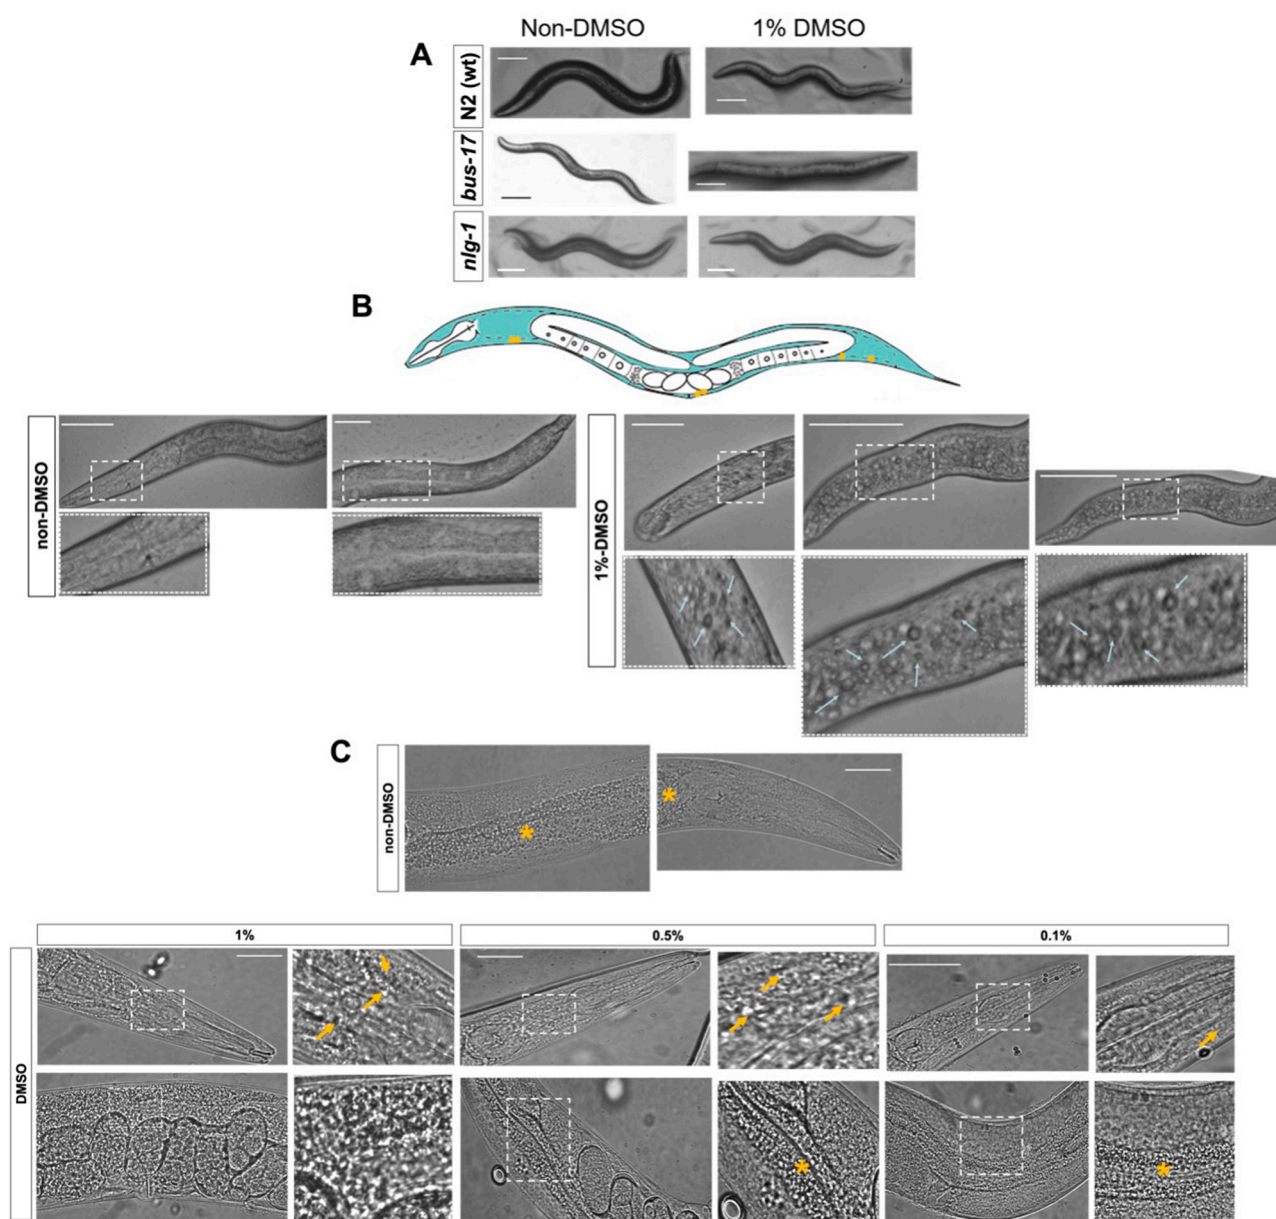 Non-DMSO 1% DMSO
A
N2 (wt)
bus-17
nlg-1
B
non-DMSO
1%-DMSO
C
non-DMSO
1% 0.5% 0.1%
DMSO